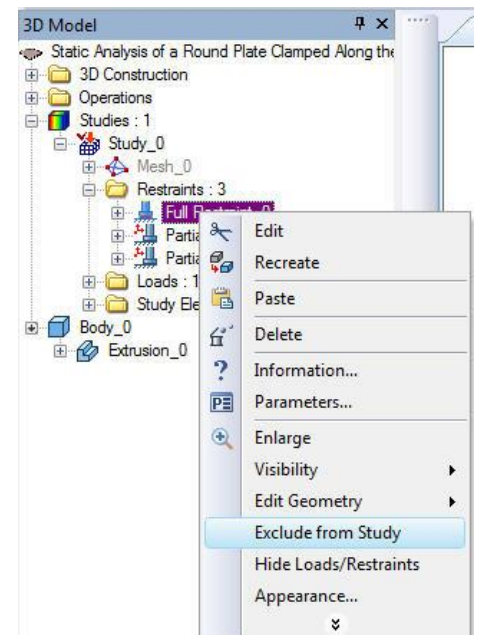 3D Model
Static Analysis of a Round Plate Clamped Along the
3D Construction
Operations
Studies : 1
Study_0
Mesh_0
Restraints : 3
Full Restraint_0
Partia
Partia
Loads : 1
Study Ele
Body_0
Extrusion_0
Edit
Recreate
Paste
Delete
Information...
Parameters...
Enlarge
Visibility
Edit Geometry
Exclude from Study
Hide Loads/Restraints
Appearance...